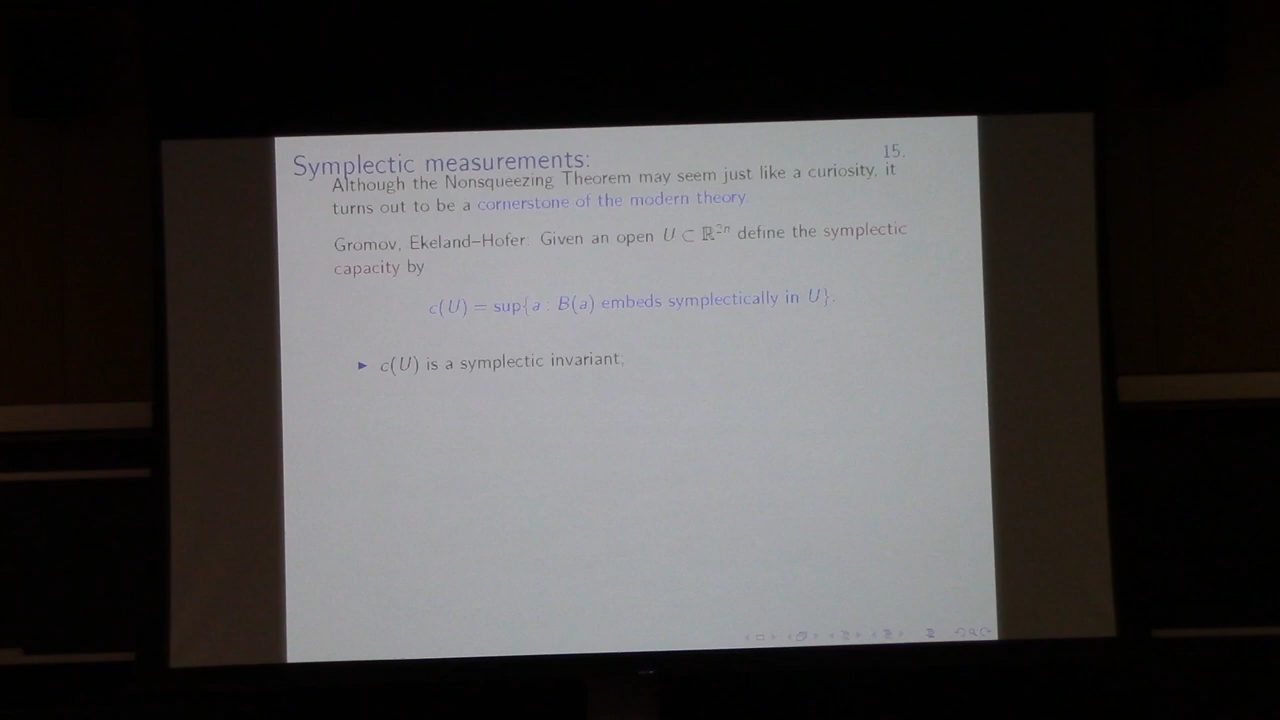 Symplectic measurements:
15.
Although the Nonsqueezing Theorem may seem just like a curiosity, it
turns out to be a cornerstone of the modern theory
Gromov, Ekeland–Hofer: Given an open U ⊂ ℝ²ⁿ define the symplectic
capacity by
c(U) = sup{a : B(a) embeds symplectically in U}.
► c(U) is a symplectic invariant;